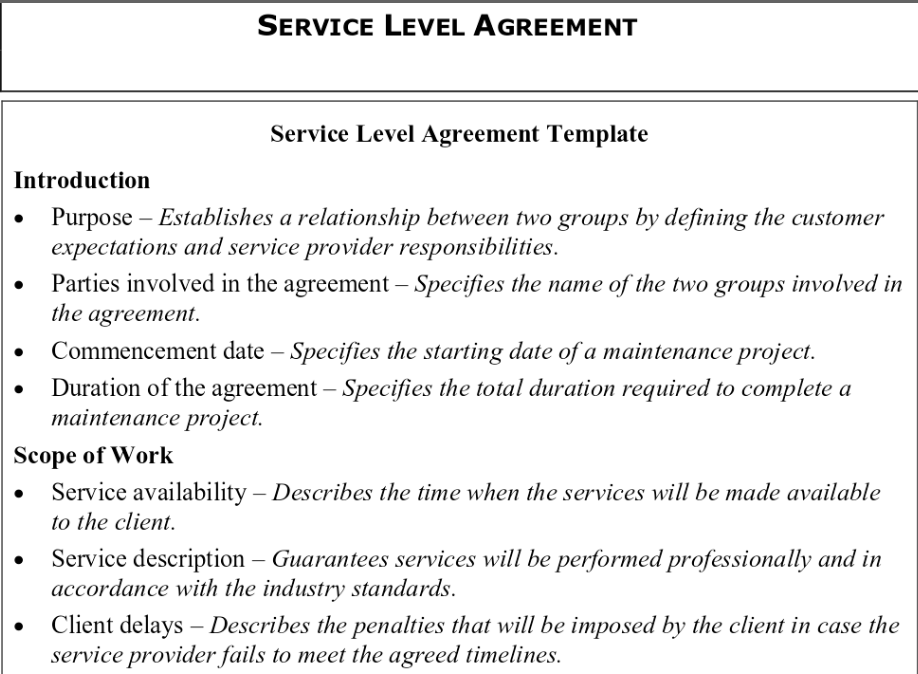 SERVICE LEVEL AGREEMENT
Service Level Agreement Template
Introduction
• Purpose – Establishes a relationship between two groups by defining the customer
expectations and service provider responsibilities.
• Parties involved in the agreement – Specifies the name of the two groups involved in
the agreement.
• Commencement date – Specifies the starting date of a maintenance project.
• Duration of the agreement – Specifies the total duration required to complete a
maintenance project.
Scope of Work
• Service availability – Describes the time when the services will be made available
to the client.
• Service description – Guarantees services will be performed professionally and in
accordance with the industry standards.
• Client delays – Describes the penalties that will be imposed by the client in case the
service provider fails to meet the agreed timelines.